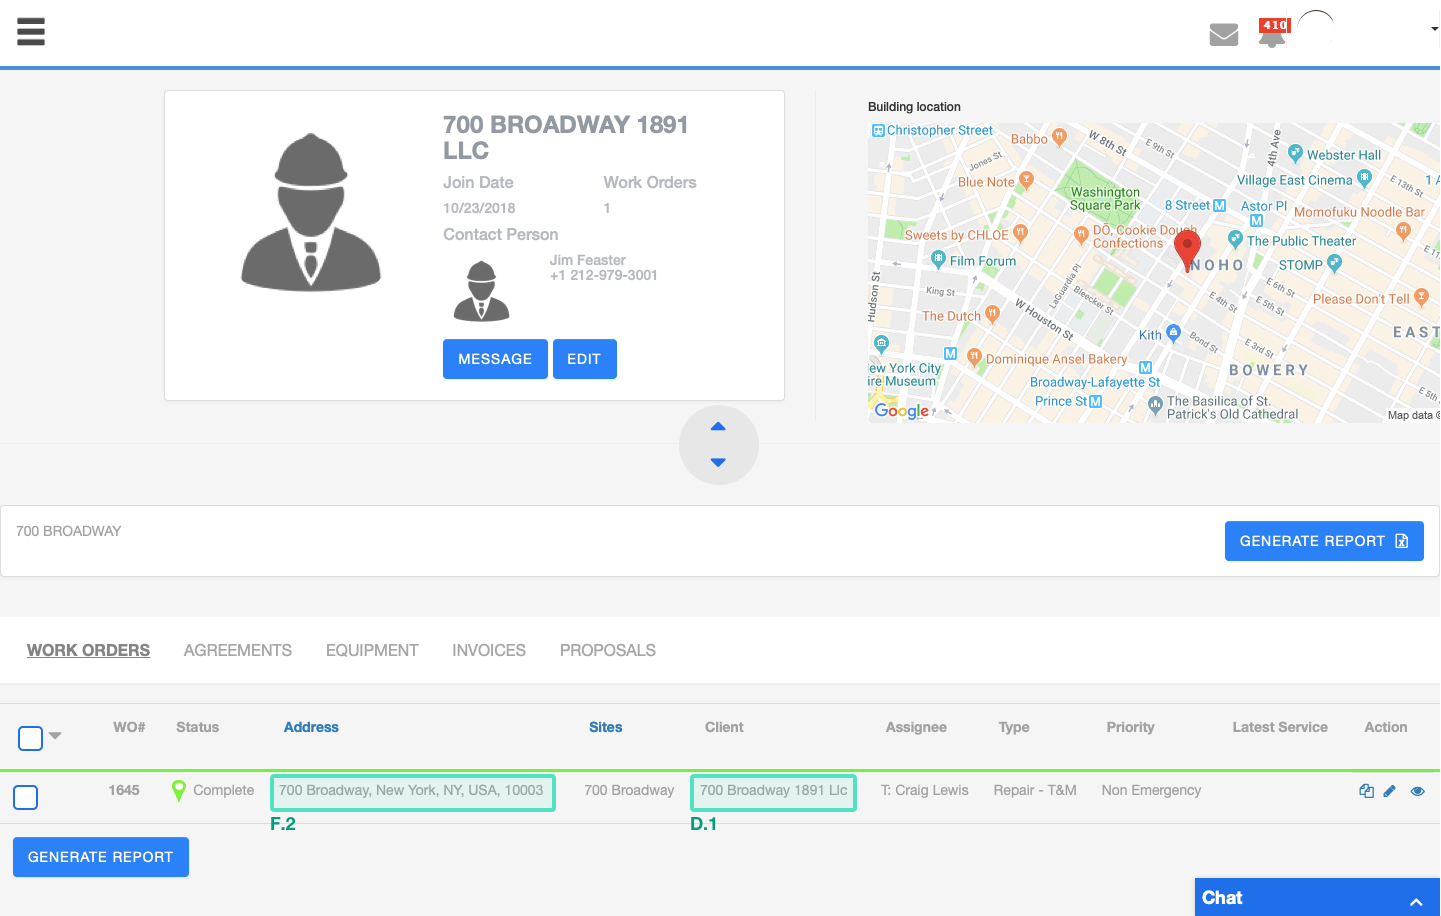 410
700 BROADWAY 1891
LLC
Join Date
Work Orders
10/23/2018
1
Contact Person
Jim Feaster
+1 212-979-3001
MESSAGE
EDIT
Building location
Christopher Street
Babbo
W 8th St
4th Ave
Webster Hall
Jones St
Blue Note
Washington
Square Park
Village East Cinema
E 13th St
1 A
8 Street
Astor Pl
Momofuku Noodle Bar
Sweets by CHLOE
DŌ, Cookie Dough
Confections
The Public Theater
E 9th St
Film Forum
NOHO
STOMP
Hudson St
King St
LaGuardia Pl
Bleecker St
E 6th St
Please Don't Tell
The Dutch
W Houston St
E 4th St
Kith
Bond St
EAST
E 3rd St
Dominique Ansel Bakery
ew York City
ire Museum
Broadway-Lafayette St
BOWERY
E 5th S
Prince St
The Basilica of St.
Patrick's Old Cathedral
Google
Map data ©
700 BROADWAY
GENERATE REPORT
WORK ORDERS
AGREEMENTS
EQUIPMENT
INVOICES
PROPOSALS
WO#
Status
Address
Sites
Client
Assignee
Type
Priority
Latest Service
Action
1645
Complete
700 Broadway, New York, NY, USA, 10003
700 Broadway
700 Broadway 1891 Llc
T: Craig Lewis
Repair - T&M
Non Emergency
F.2
D.1
GENERATE REPORT
Chat